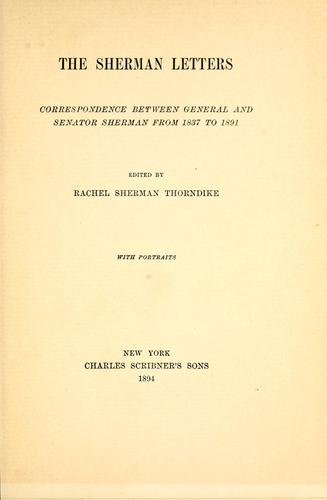 THE SHERMAN LETTERS
CORRESPONDENCE BETWEEN GENERAL AND
SENATOR SHERMAN FROM 1837 TO 1891
EDITED BY
RACHEL SHERMAN THORNDIKE
WITH PORTRAITS
NEW YORK
CHARLES SCRIBNER'S SONS
1894